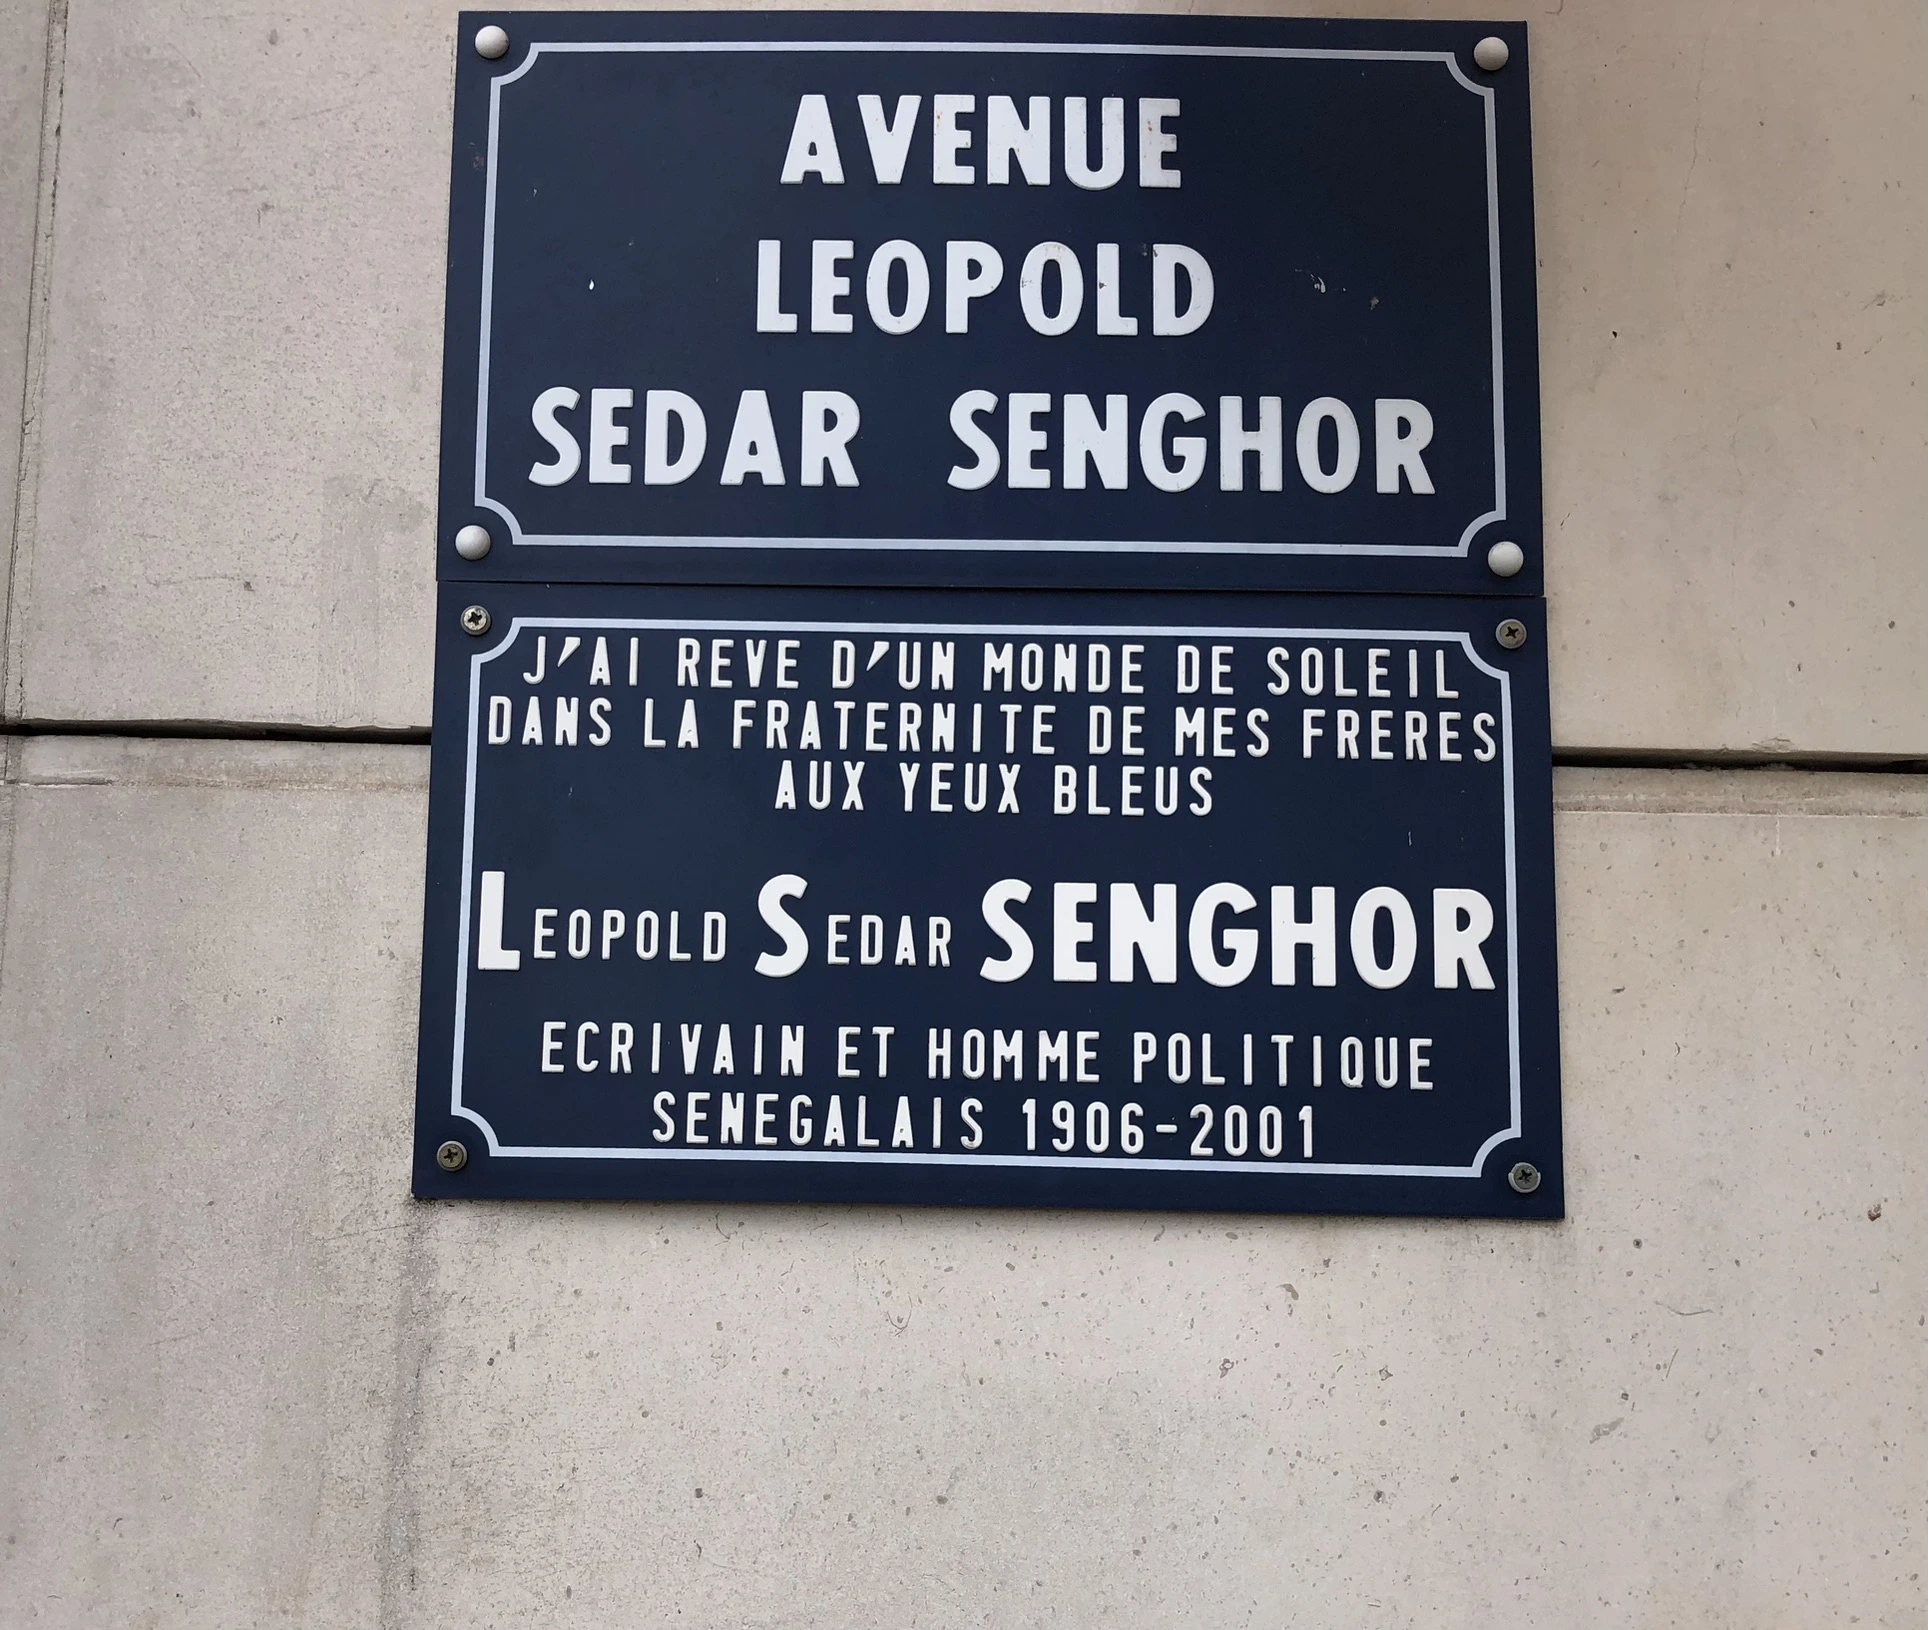 AVENUE
LEOPOLD
SEDAR SENGHOR
J'AI REVE D'UN MONDE DE SOLEIL
DANS LA FRATERNITE DE MES FRERES
AUX YEUX BLEUS
LEOPOLD SEDAR SENGHOR
ECRIVAIN ET HOMME POLITIQUE
SENEGALAIS 1906-2001